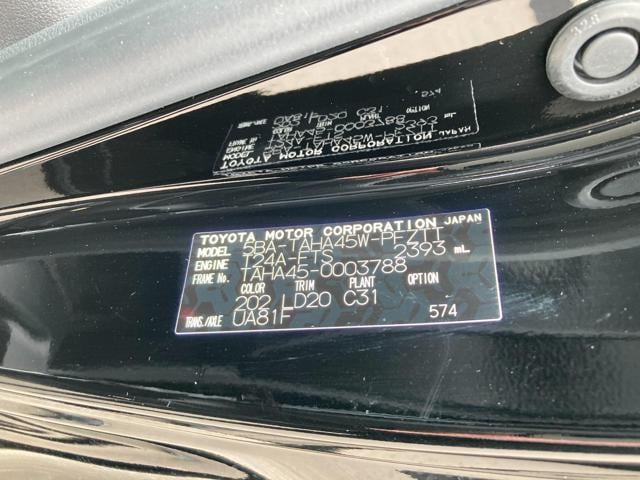 328
TOYOTA MOTOR CORPORATION JAPAN
MODEL 5BA-TAHA45W-PFZTT
ENGINE T24A-FTS 2393 mL
FRAME No. TAHA45-0003788
COLOR TRIM PLANT OPTION
202 LD20 C31
TRANS./AXLE UA81F 574